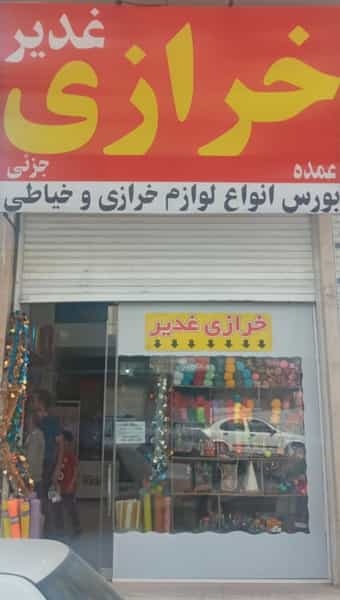 غدیر
خرازی
عمده
جزئی
بورس انواع لوازم خرازی و خیاطی
خرازی غدیر